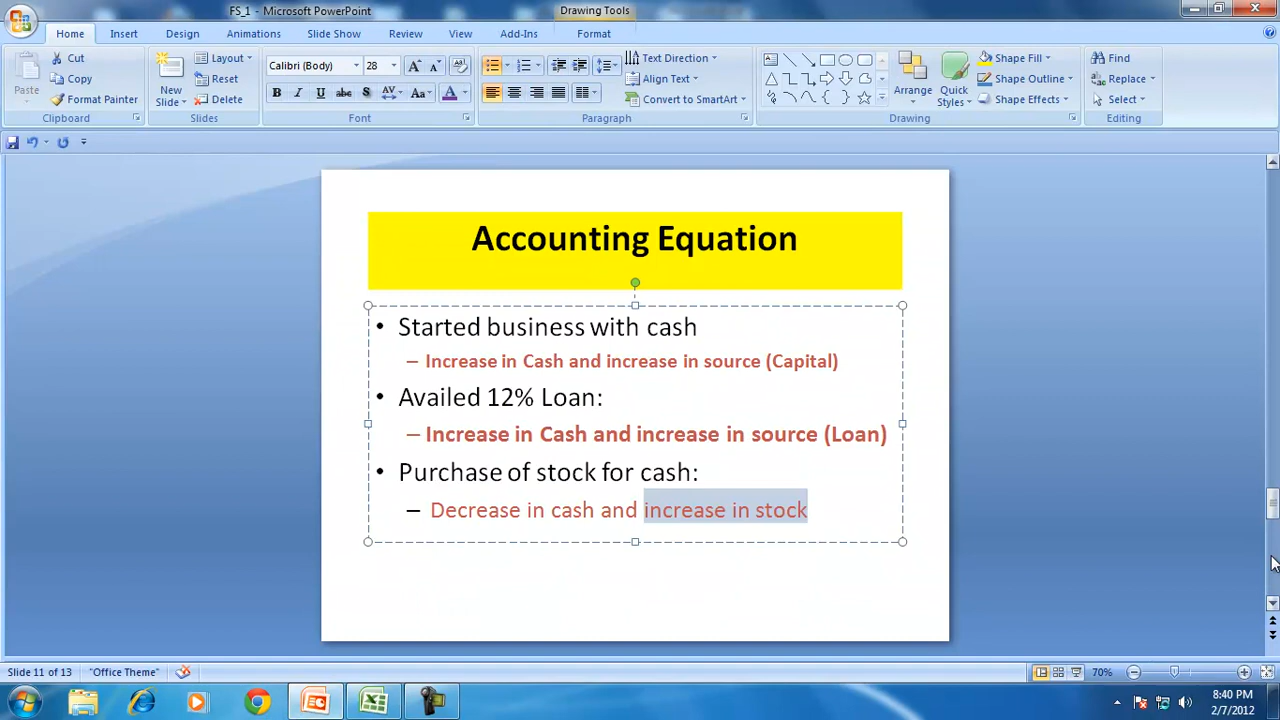 FS_1 - Microsoft PowerPoint
Drawing Tools
Home Insert Design Animations Slide Show Review View Add-Ins Format
Paste
Cut
Copy
Format Painter
Clipboard
New Slide
Layout
Reset
Delete
Slides
Calibri (Body) 28
B I U abc S AV Aa A
Font
Text Direction
Align Text
Convert to SmartArt
Paragraph
Arrange
Quick Styles
Shape Fill
Shape Outline
Shape Effects
Drawing
Find
Replace
Select
Editing
Accounting Equation
• Started business with cash
– Increase in Cash and increase in source (Capital)
• Availed 12% Loan:
– Increase in Cash and increase in source (Loan)
• Purchase of stock for cash:
– Decrease in cash and increase in stock
Slide 11 of 13 "Office Theme" 70%
8:40 PM
2/7/2012